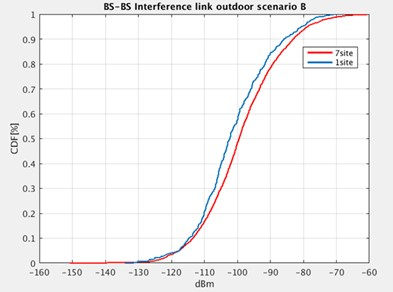 BS-BS Interference link outdoor scenario B
1
0.9
0.8
0.7
0.6
0.5
0.4
0.3
0.2
0.1
0
CDF[%]
7site
1site
-160 -150 -140 -130 -120 -110 -100 -90 -80 -70 -60
dBm